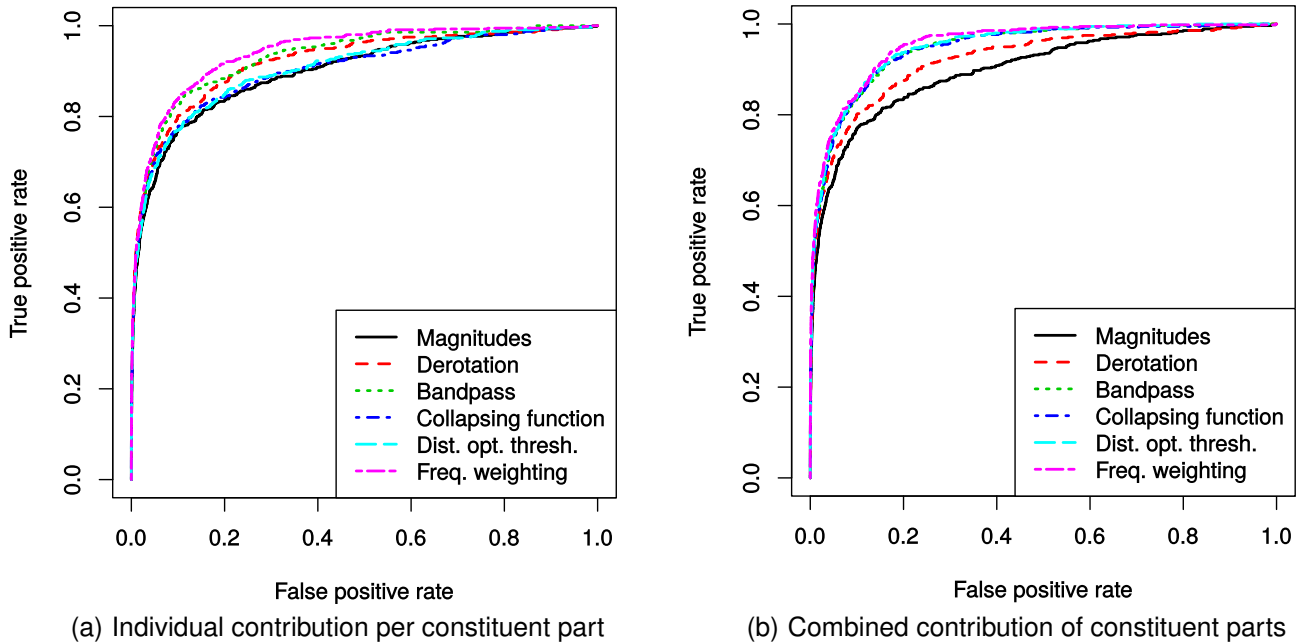 1.0
0.8
0.6
0.4
0.2
0.0
True positive rate
Magnitudes
Derotation
Bandpass
Collapsing function
Dist. opt. thresh.
Freq. weighting
0.0 0.2 0.4 0.6 0.8 1.0
False positive rate
(a) Individual contribution per constituent part
1.0
0.8
0.6
0.4
0.2
0.0
True positive rate
Magnitudes
Derotation
Bandpass
Collapsing function
Dist. opt. thresh.
Freq. weighting
0.0 0.2 0.4 0.6 0.8 1.0
False positive rate
(b) Combined contribution of constituent parts